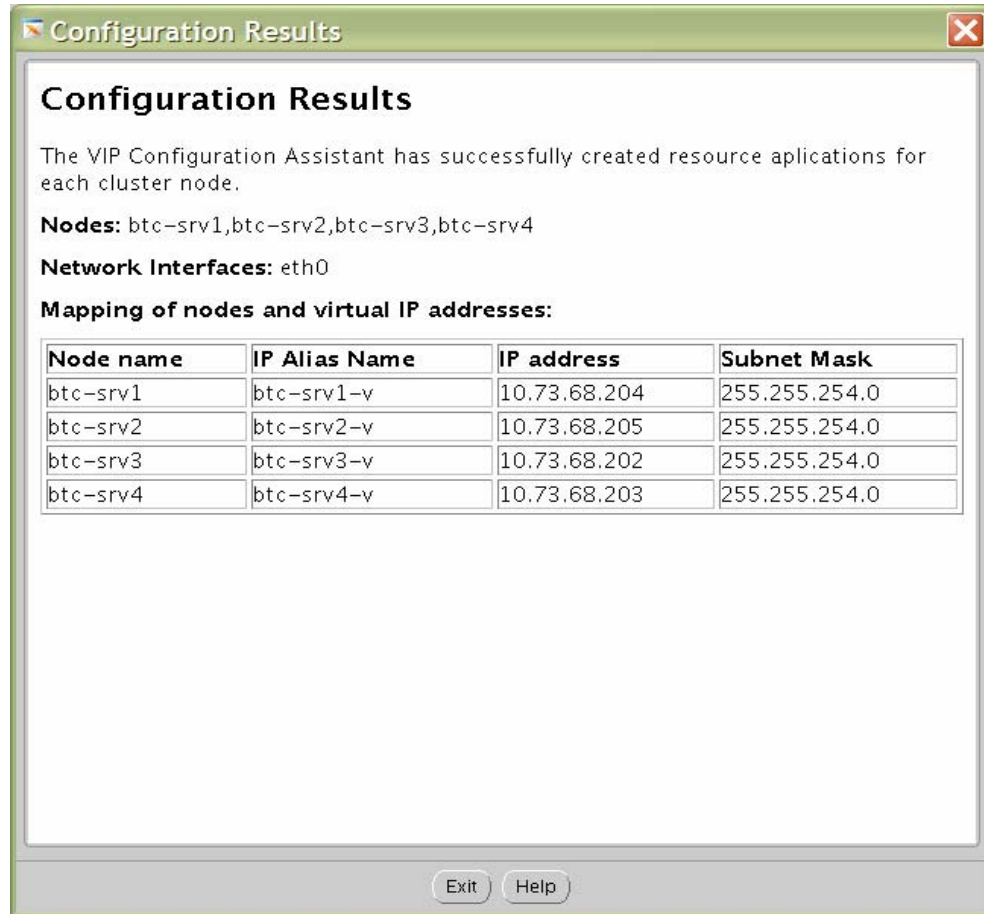 Configuration Results
Configuration Results
The VIP Configuration Assistant has successfully created resource aplications for
each cluster node.
Nodes: btc-srv1,btc-srv2,btc-srv3,btc-srv4
Network Interfaces: eth0
Mapping of nodes and virtual IP addresses:
Node name IP Alias Name IP address Subnet Mask
btc-srv1 btc-srv1-v 10.73.68.204 255.255.254.0
btc-srv2 btc-srv2-v 10.73.68.205 255.255.254.0
btc-srv3 btc-srv3-v 10.73.68.202 255.255.254.0
btc-srv4 btc-srv4-v 10.73.68.203 255.255.254.0
Exit Help